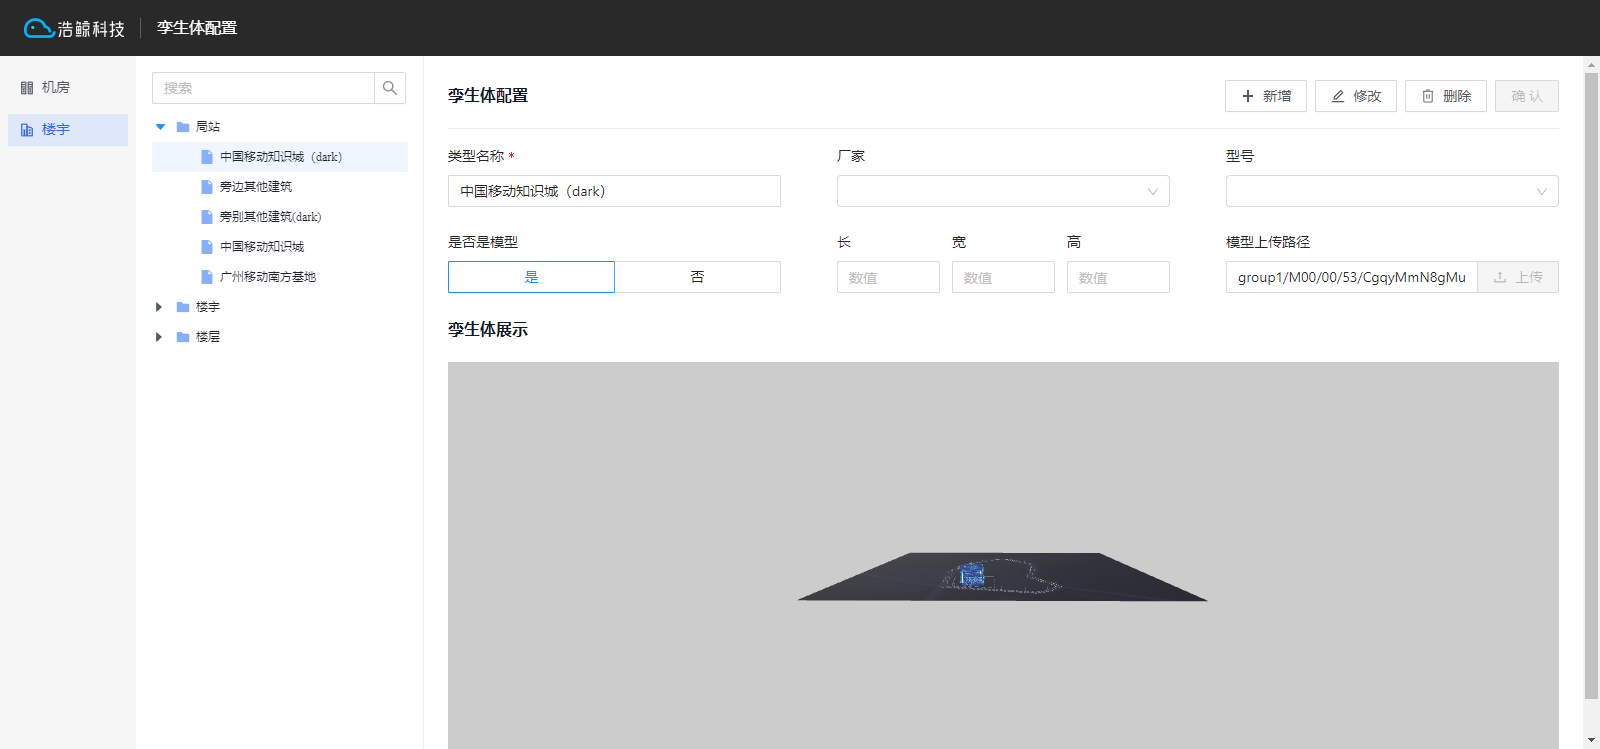 浩鲸科技
孪生体配置
机房
楼宇
搜索
局站
中国移动知识城（dark）
旁边其他建筑
旁别其他建筑(dark)
中国移动知识城
广州移动南方基地
楼宇
楼层
孪生体配置
新增
修改
删除
确 认
类型名称 *
厂家
型号
中国移动知识城（dark）
是否是模型
长
宽
高
模型上传路径
是
否
数值
数值
数值
group1/M00/00/53/CgqyMmN8gMu
上传
孪生体展示